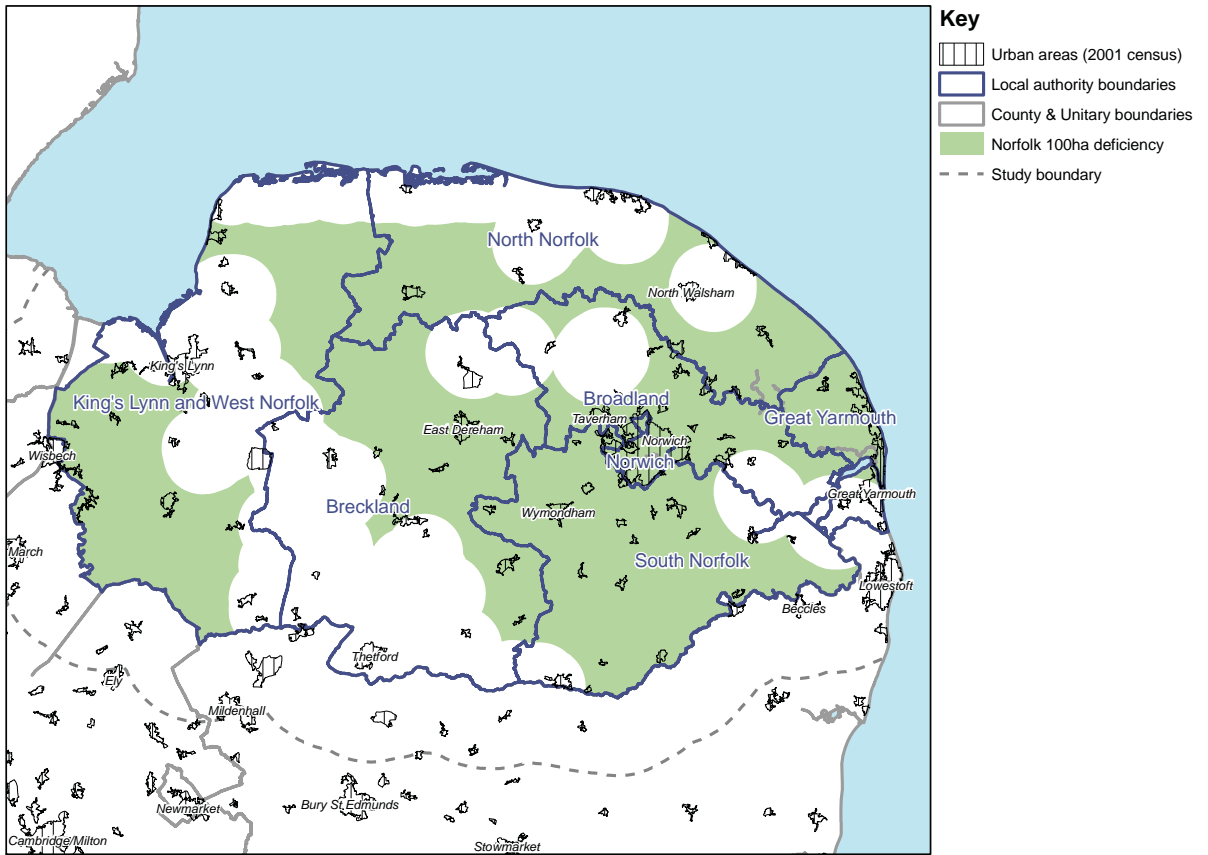 Key
Urban areas (2001 census)
Local authority boundaries
County & Unitary boundaries
Norfolk 100ha deficiency
Study boundary
North Norfolk
North Walsham
King's Lynn
King's Lynn and West Norfolk
Broadland
Taverham
Great Yarmouth
East Dereham
Norwich
Wisbech
Norwich
Great Yarmouth
Breckland
Wymondham
March
South Norfolk
Lowestoft
Beccles
Thetford
Ely
Mildenhall
Newmarket
Bury St Edmunds
Cambridge/Milton
Stowmarket